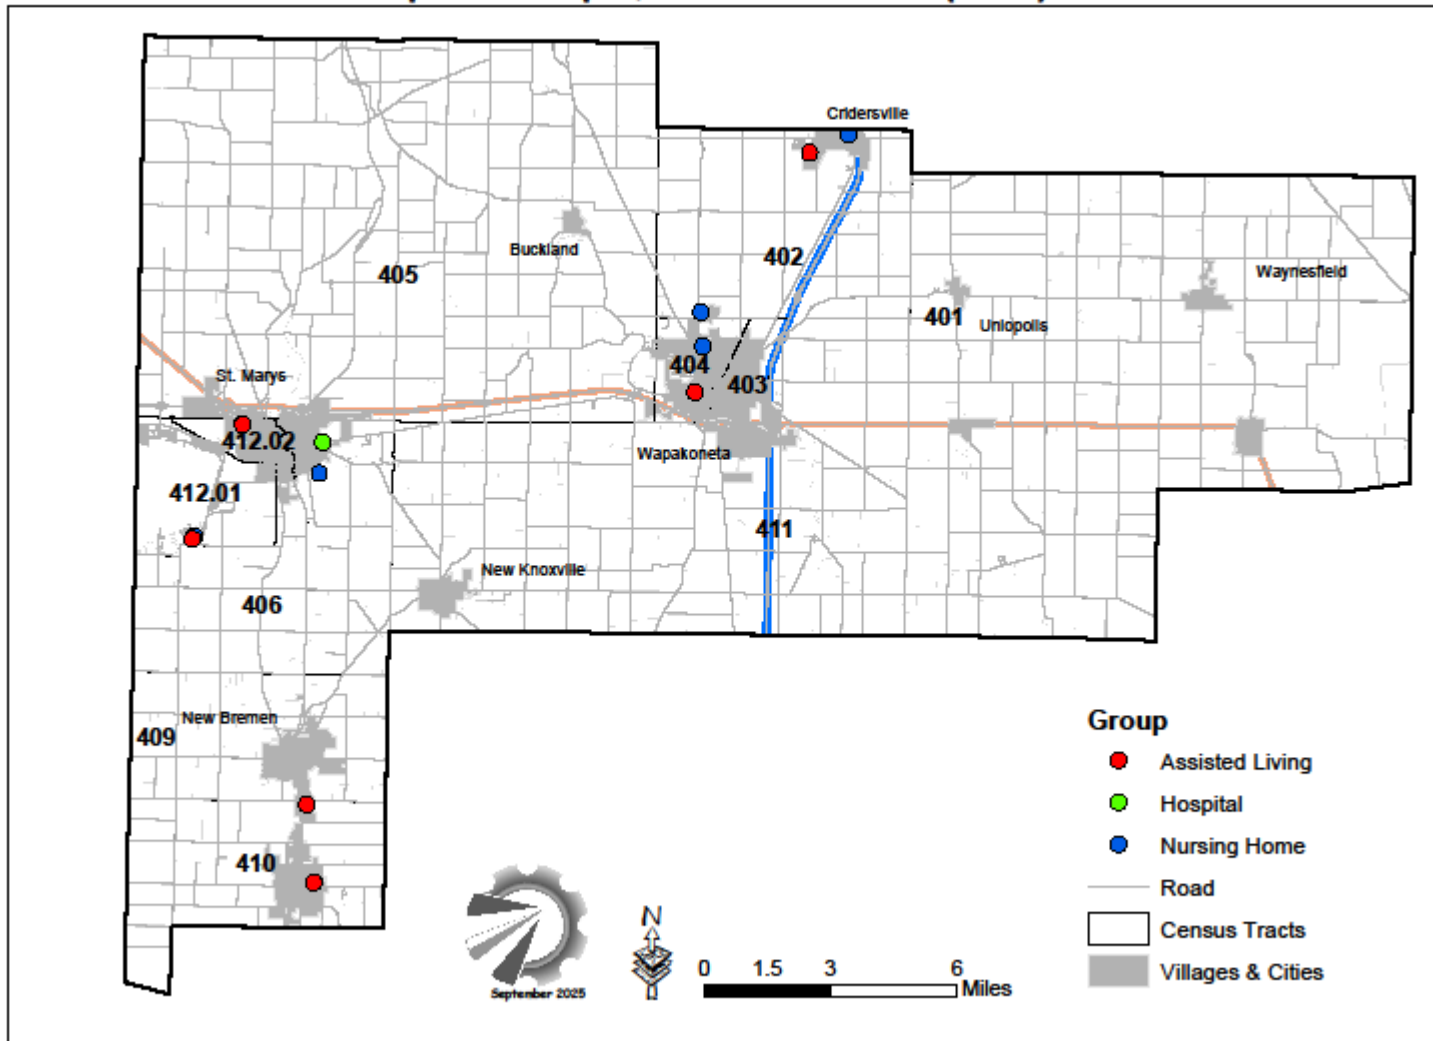 Cridersville
Buckland
402
405
Waynesfield
401
Uniopolis
404
403
St. Marys
412.02
Wapakoneta
412.01
411
New Knoxville
406
New Bremen
409
410
Group
Assisted Living
Hospital
Nursing Home
Road
Census Tracts
Villages & Cities
September 2025
N
0 1.5 3 6
Miles